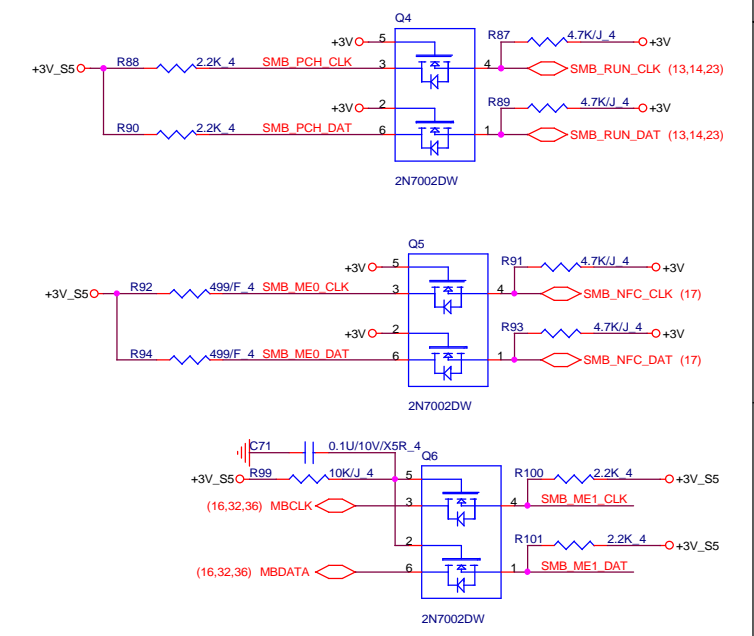 Q4
+3V 5 R87 4.7K/J_4 +3V
+3V_S5 R88 2.2K_4 SMB_PCH_CLK 3 4 SMB_RUN_CLK (13,14,23)
+3V 2 R89 4.7K/J_4 +3V
R90 2.2K_4 SMB_PCH_DAT 6 1 SMB_RUN_DAT (13,14,23)
2N7002DW
Q5
+3V 5 R91 4.7K/J_4 +3V
+3V_S5 R92 499/F_4 SMB_ME0_CLK 3 4 SMB_NFC_CLK (17)
+3V 2 R93 4.7K/J_4 +3V
R94 499/F_4 SMB_ME0_DAT 6 1 SMB_NFC_DAT (17)
2N7002DW
C71 0.1U/10V/X5R_4
Q6
+3V_S5 R99 10K/J_4 5 R100 2.2K_4 +3V_S5
(16,32,36) MBCLK 3 4 SMB_ME1_CLK
2 R101 2.2K_4 +3V_S5
(16,32,36) MBDATA 6 1 SMB_ME1_DAT
2N7002DW